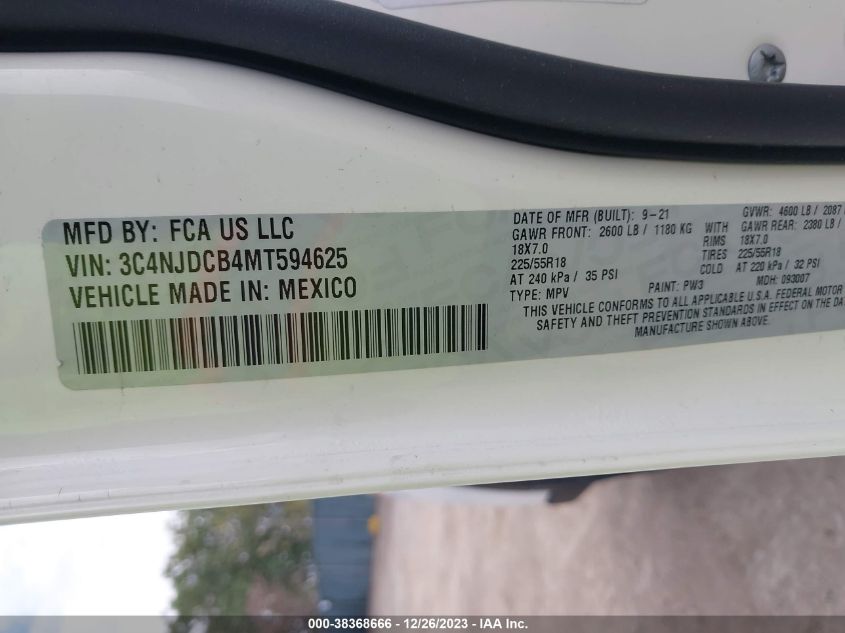 MFD BY: FCA US LLC
VIN: 3C4NJDCB4MT594625
VEHICLE MADE IN: MEXICO
DATE OF MFR (BUILT): 9-21 GVWR: 4600 LB / 2087
GAWR FRONT: 2600 LB / 1180 KG WITH GAWR REAR: 2380 LB /
18X7.0 RIMS 18X7.0
225/55R18 TIRES 225/55R18
AT 240 kPa / 35 PSI COLD AT 220 kPa / 32 PSI
TYPE: MPV PAINT: PW3 MDH: 093007
THIS VEHICLE CONFORMS TO ALL APPLICABLE U.S.A. FEDERAL MOTOR
SAFETY AND THEFT PREVENTION STANDARDS IN EFFECT ON THE DA
MANUFACTURE SHOWN ABOVE.
000-38368666 - 12/26/2023 - IAA Inc.